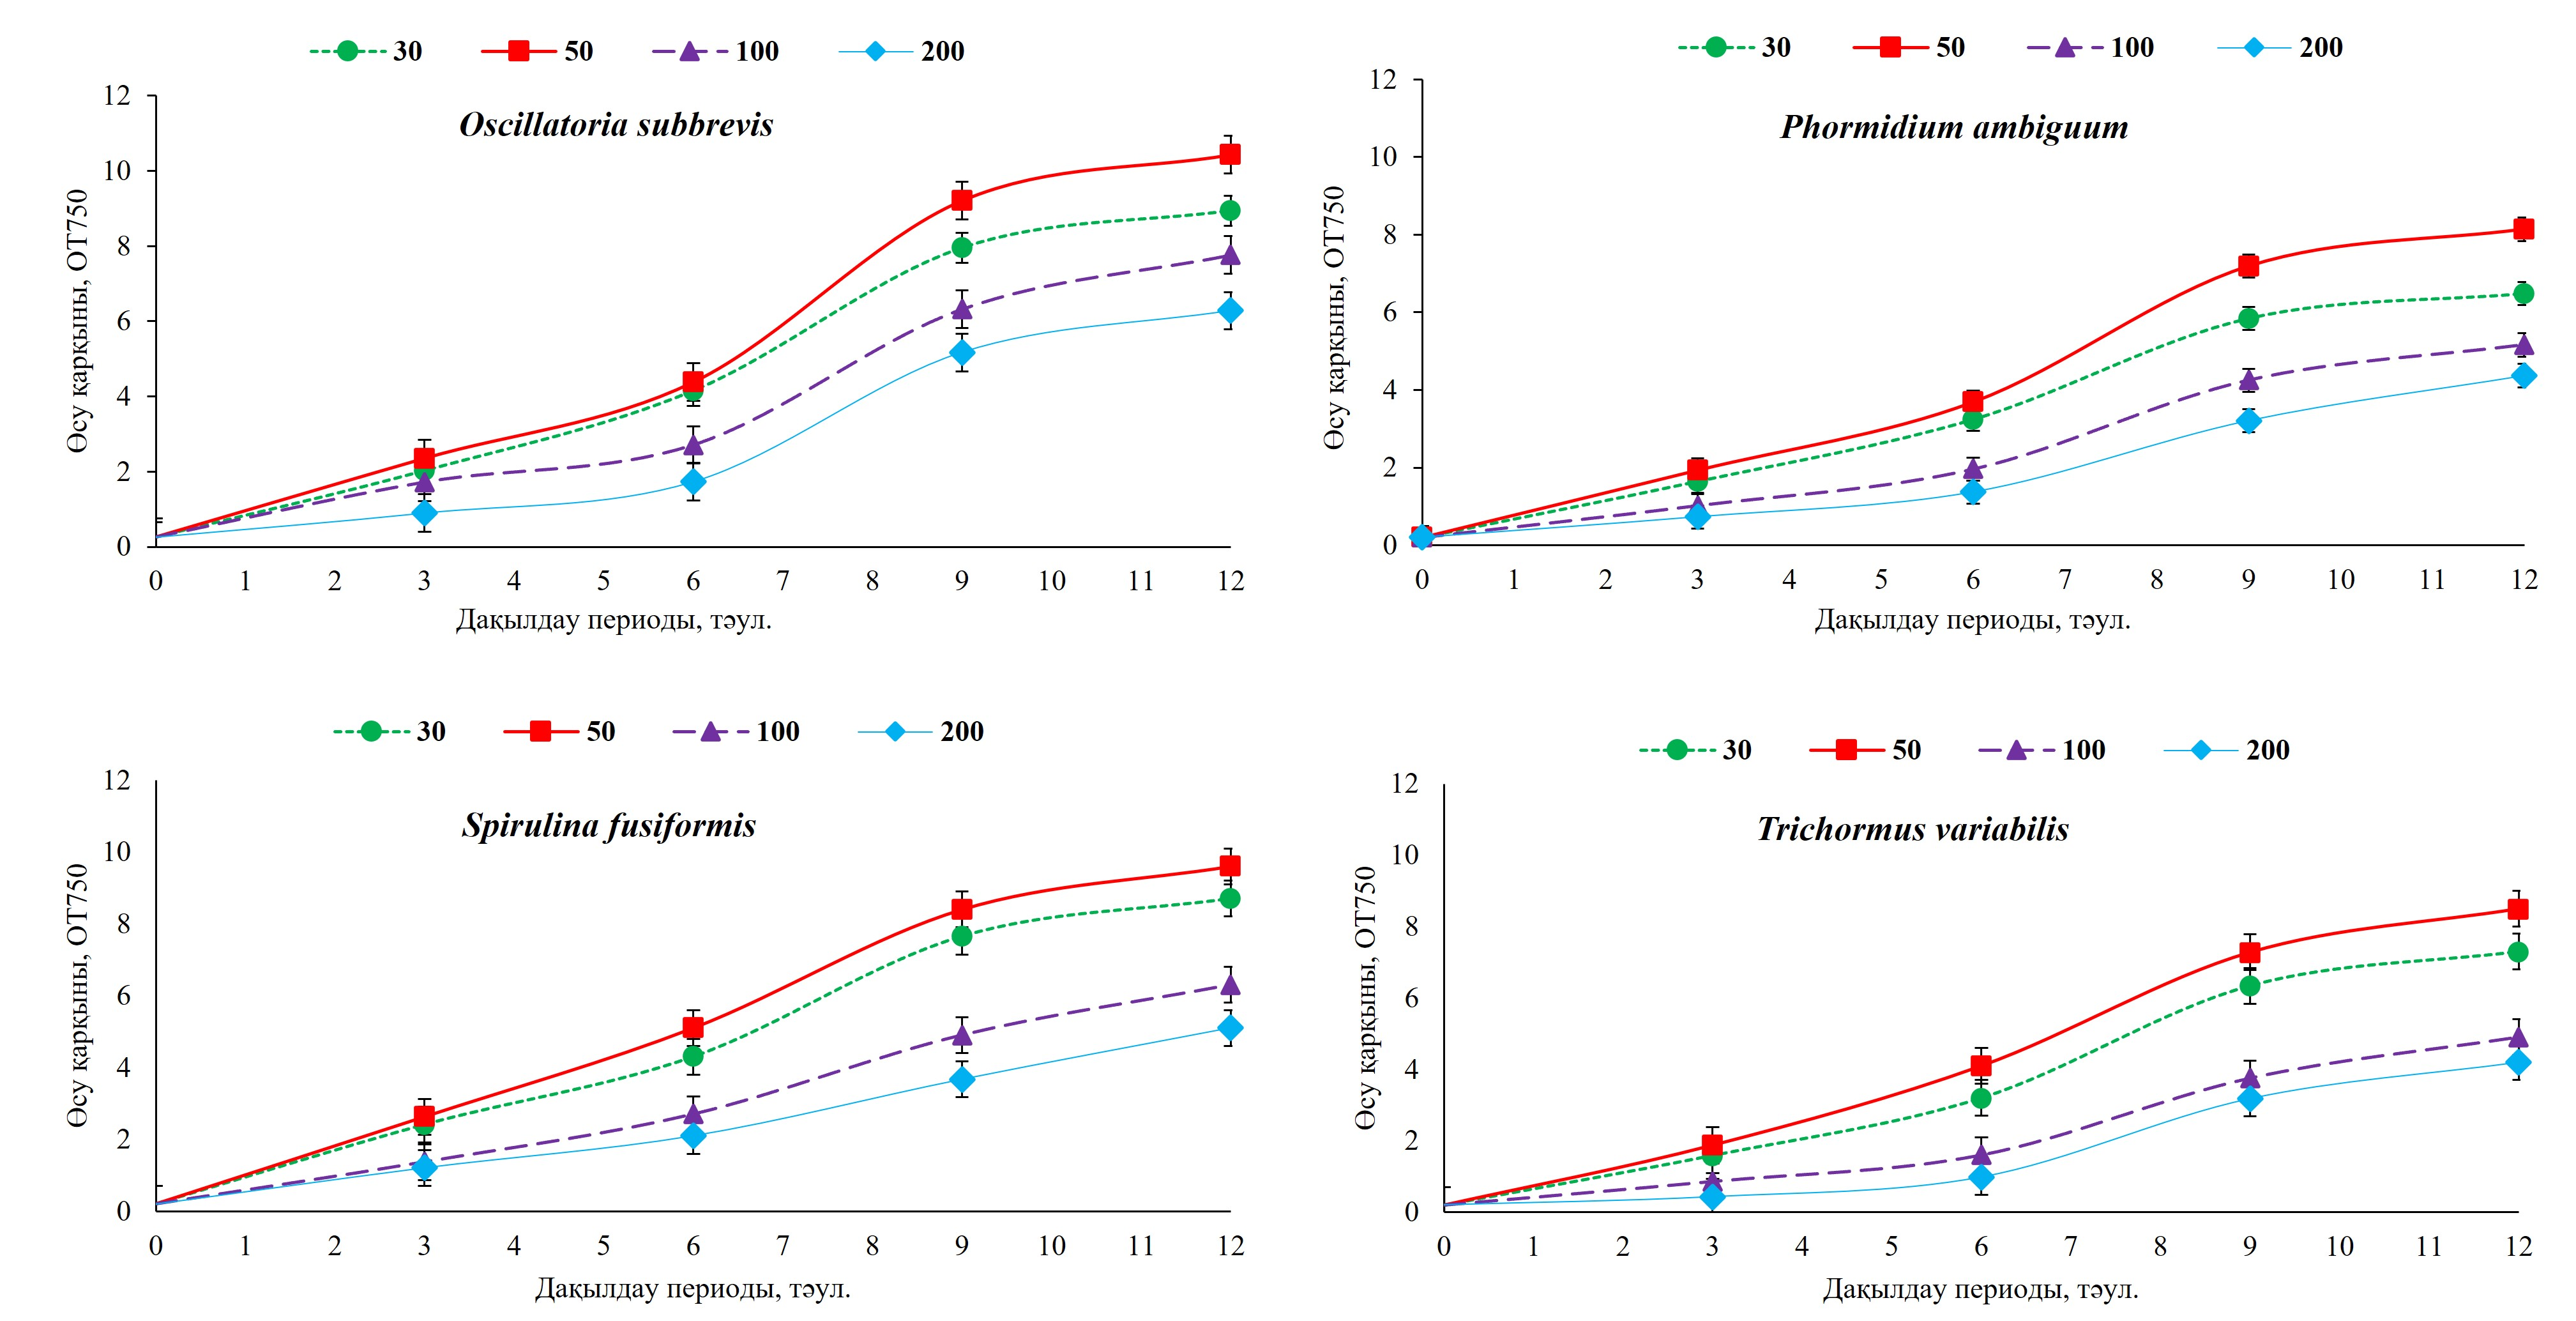 30 50 100 200
Oscillatoria subbrevis
Өсу қарқыны, ОТ750
12
10
8
6
4
2
0
0 1 2 3 4 5 6 7 8 9 10 11 12
Дақылдау периоды, тәул.
30 50 100 200
Phormidium ambiguum
Өсу қарқыны, ОТ750
12
10
8
6
4
2
0
0 1 2 3 4 5 6 7 8 9 10 11 12
Дақылдау периоды, тәул.
30 50 100 200
Spirulina fusiformis
Өсу қарқыны, ОТ750
12
10
8
6
4
2
0
0 1 2 3 4 5 6 7 8 9 10 11 12
Дақылдау периоды, тәул.
30 50 100 200
Trichormus variabilis
Өсу қарқыны, ОТ750
12
10
8
6
4
2
0
0 1 2 3 4 5 6 7 8 9 10 11 12
Дақылдау периоды, тәул.